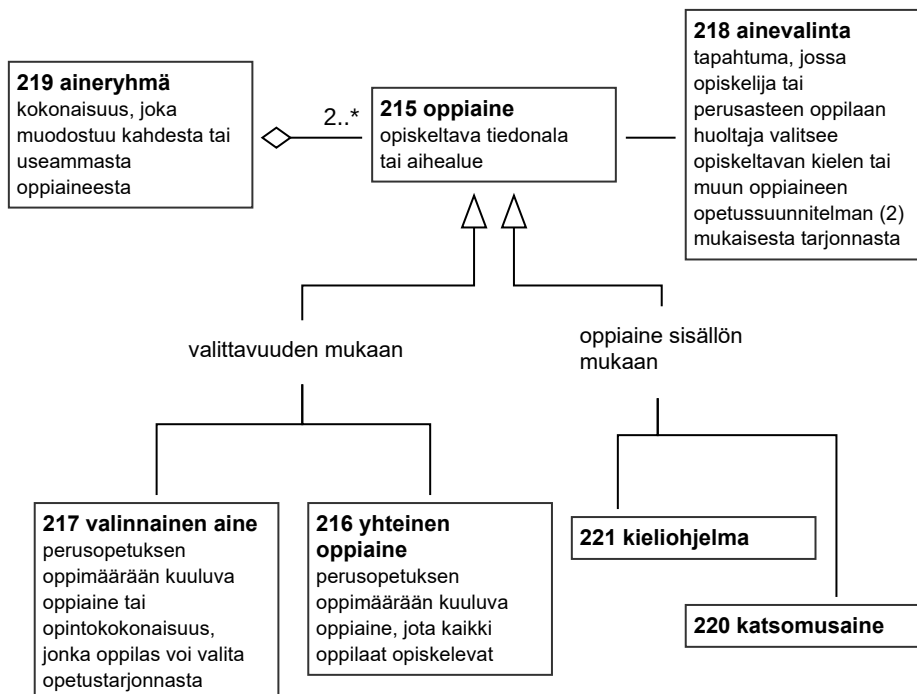 219 aineryhmä
kokonaisuus, joka
muodostuu kahdesta tai
useammasta
oppiaineesta
2..*
215 oppiaine
opiskeltava tiedonala
tai aihealue
218 ainevalinta
tapahtuma, jossa
opiskelija tai
perusasteen oppilaan
huoltaja valitsee
opiskeltavan kielen tai
muun oppiaineen
opetussuunnitelman (2)
mukaisesta tarjonnasta
valittavuuden mukaan
oppiaine sisällön
mukaan
217 valinnainen aine
perusopetuksen
oppimäärään kuuluva
oppiaine tai
opintokokonaisuus,
jonka oppilas voi valita
opetustarjonnasta
216 yhteinen
oppiaine
perusopetuksen
oppimäärään kuuluva
oppiaine, jota kaikki
oppilaat opiskelevat
221 kieliohjelma
220 katsomusaine